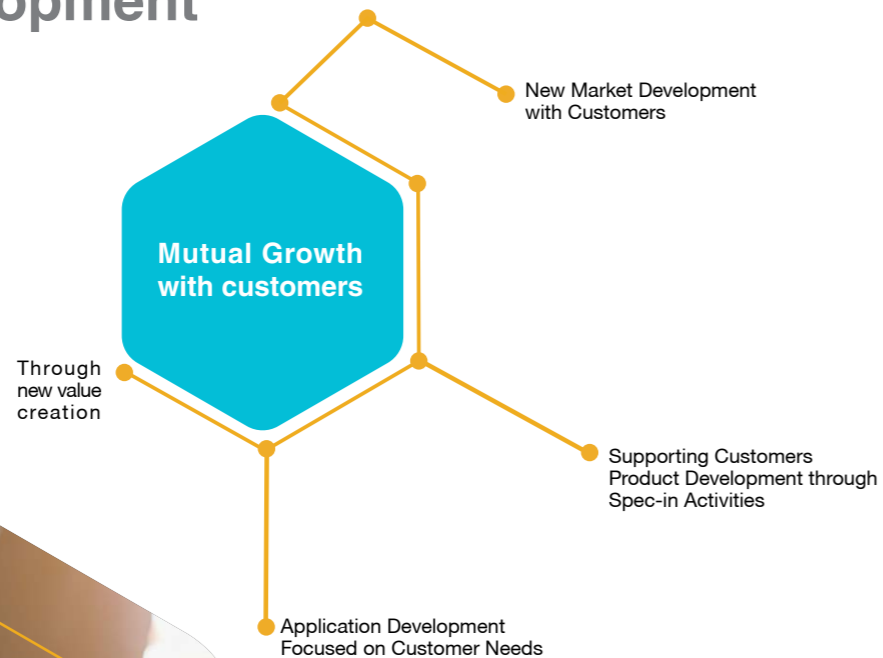 New Market Development
with Customers
Mutual Growth
with customers
Through
new value
creation
Supporting Customers
Product Development through
Spec-in Activities
Application Development
Focused on Customer Needs